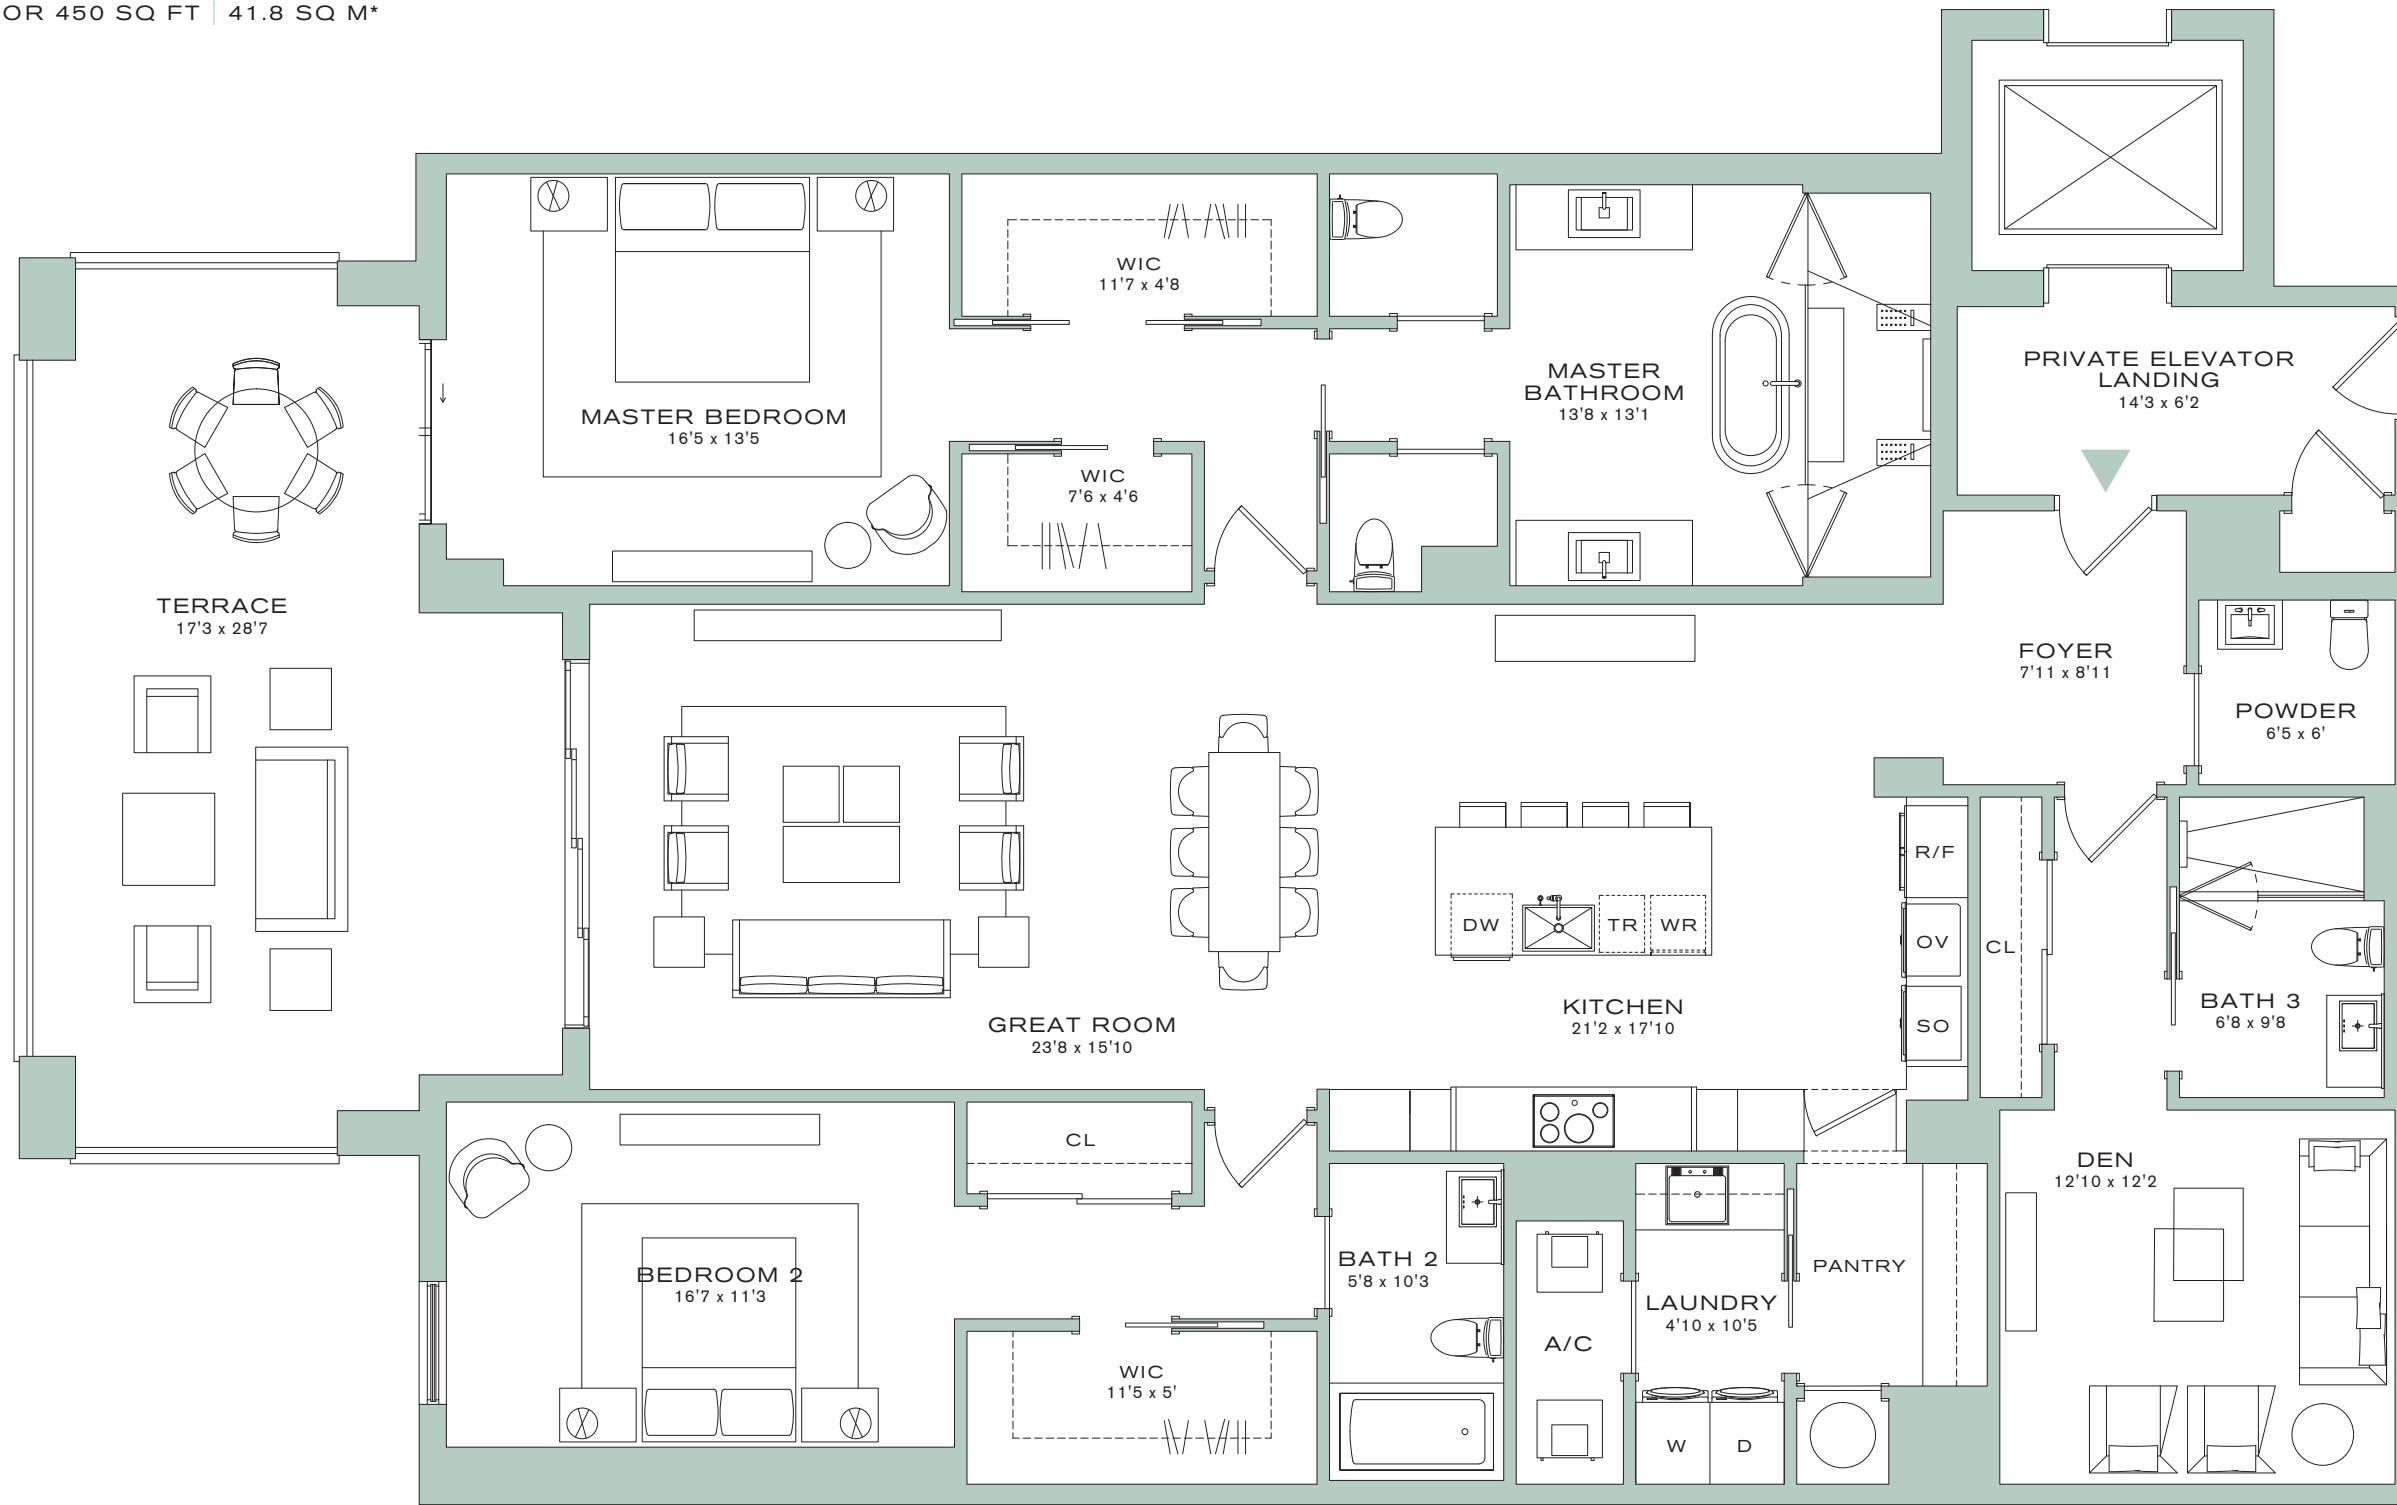 OR 450 SQ FT | 41.8 SQ M*
WIC
11'7 x 4'8
MASTER BEDROOM
16'5 x 13'5
WIC
7'6 x 4'6
MASTER
BATHROOM
13'8 x 13'1
PRIVATE ELEVATOR
LANDING
14'3 x 6'2
TERRACE
17'3 x 28'7
FOYER
7'11 x 8'11
POWDER
6'5 x 6'
R/F
DW
TR
WR
OV
CL
SO
BATH 3
6'8 x 9'8
GREAT ROOM
23'8 x 15'10
KITCHEN
21'2 x 17'10
CL
DEN
12'10 x 12'2
BEDROOM 2
16'7 x 11'3
BATH 2
5'8 x 10'3
PANTRY
LAUNDRY
4'10 x 10'5
A/C
WIC
11'5 x 5'
W
D